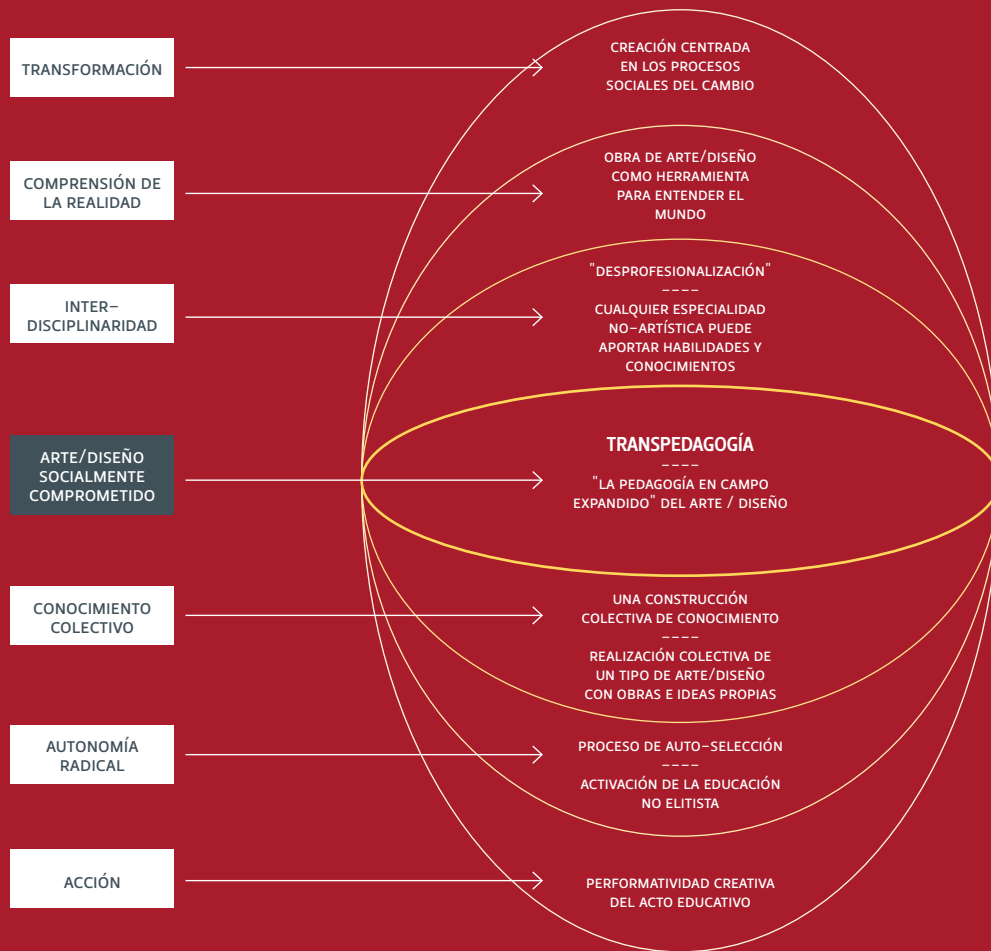 TRANSFORMACIÓN
CREACIÓN CENTRADA
EN LOS PROCESOS
SOCIALES DEL CAMBIO
COMPRENSIÓN DE
LA REALIDAD
OBRA DE ARTE/DISEÑO
COMO HERRAMIENTA
PARA ENTENDER EL
MUNDO
INTER–
DISCIPLINARIDAD
"DESPROFESIONALIZACIÓN"
----
CUALQUIER ESPECIALIDAD
NO–ARTÍSTICA PUEDE
APORTAR HABILIDADES Y
CONOCIMIENTOS
ARTE/DISEÑO
SOCIALMENTE
COMPROMETIDO
TRANSPEDAGOGÍA
----
"LA PEDAGOGÍA EN CAMPO
EXPANDIDO" DEL ARTE / DISEÑO
CONOCIMIENTO
COLECTIVO
UNA CONSTRUCCIÓN
COLECTIVA DE CONOCIMIENTO
----
REALIZACIÓN COLECTIVA DE
UN TIPO DE ARTE/DISEÑO
CON OBRAS E IDEAS PROPIAS
AUTONOMÍA
RADICAL
PROCESO DE AUTO–SELECCIÓN
----
ACTIVACIÓN DE LA EDUCACIÓN
NO ELITISTA
ACCIÓN
PERFORMATIVIDAD CREATIVA
DEL ACTO EDUCATIVO